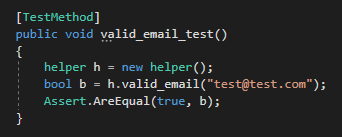 [TestMethod]
public void valid_email_test()
{
helper h = new helper();
bool b = h.valid_email("test@test.com");
Assert.AreEqual(true, b);
}